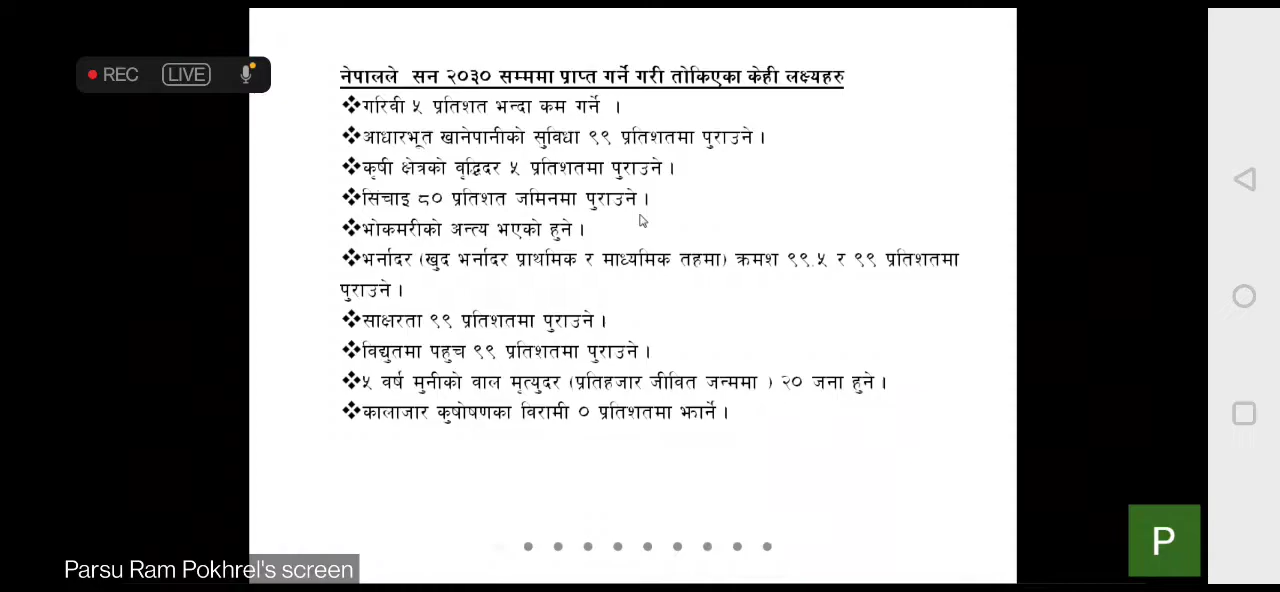 REC LIVE
नेपालले सन २०३० सम्ममा प्राप्त गर्ने गरी तोकिएका केही लक्ष्यहरु
❖गरिवी ५ प्रतिशत भन्दा कम गर्ने ।
❖आधारभूत खानेपानीको सुविधा ९९ प्रतिशतमा पुराउने ।
❖कृषी क्षेत्रको वृद्धिदर ५ प्रतिशतमा पुराउने ।
❖सिंचाइ ८० प्रतिशत जमिनमा पुराउने ।
❖भोकमरीको अन्त्य भएको हुने ।
❖भर्नादर (खुद भर्नादर प्राथमिक र माध्यमिक तहमा) क्रमश ९९.५ र ९९ प्रतिशतमा
पुराउने ।
❖साक्षरता ९९ प्रतिशतमा पुराउने ।
❖विद्युतमा पहुच ९९ प्रतिशतमा पुराउने ।
❖५ वर्ष मुनीको वाल मृत्युदर (प्रतिहजार जीवित जन्ममा ) २० जना हुने ।
❖कालाजार कुषोषणका विरामी ० प्रतिशतमा झार्ने ।
P
Parsu Ram Pokhrel's screen